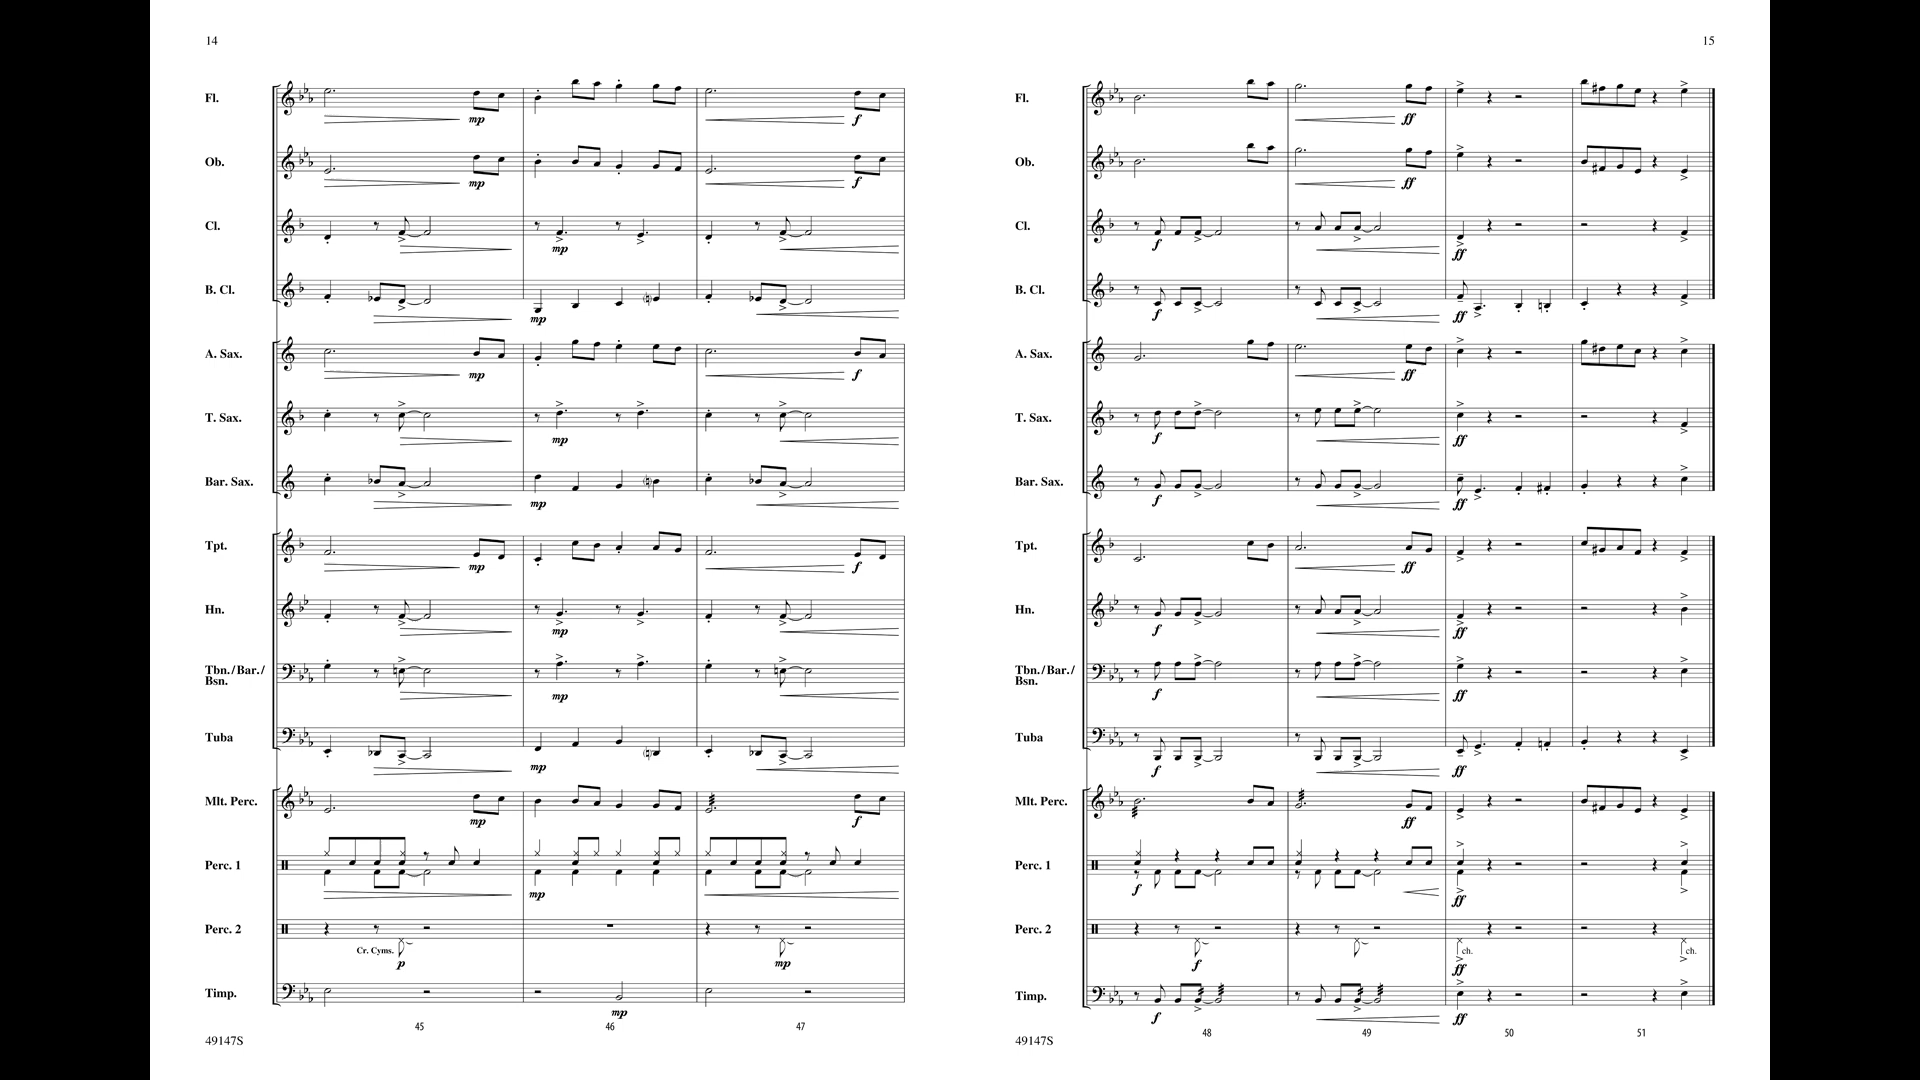 14
Fl.
mp
f
Ob.
mp
f
Cl.
mp
B. Cl.
mp
A. Sax.
mp
f
T. Sax.
mp
Bar. Sax.
mp
Tpt.
mp
f
Hn.
mp
Tbn./Bar./
Bsn.
mp
Tuba
mp
Mlt. Perc.
mp
f
Perc. 1
mp
Perc. 2
Cr. Cyms.
p
mp
Timp.
mp
45 46 47
49147S
15
Fl.
ff
Ob.
ff
Cl.
f
ff
B. Cl.
f
ff
A. Sax.
ff
T. Sax.
f
ff
Bar. Sax.
f
ff
Tpt.
ff
Hn.
f
ff
Tbn./Bar./
Bsn.
f
ff
Tuba
f
ff
Mlt. Perc.
ff
Perc. 1
f
ff
Perc. 2
ch. ch.
f
ff
Timp.
f
ff
48 49 50 51
49147S